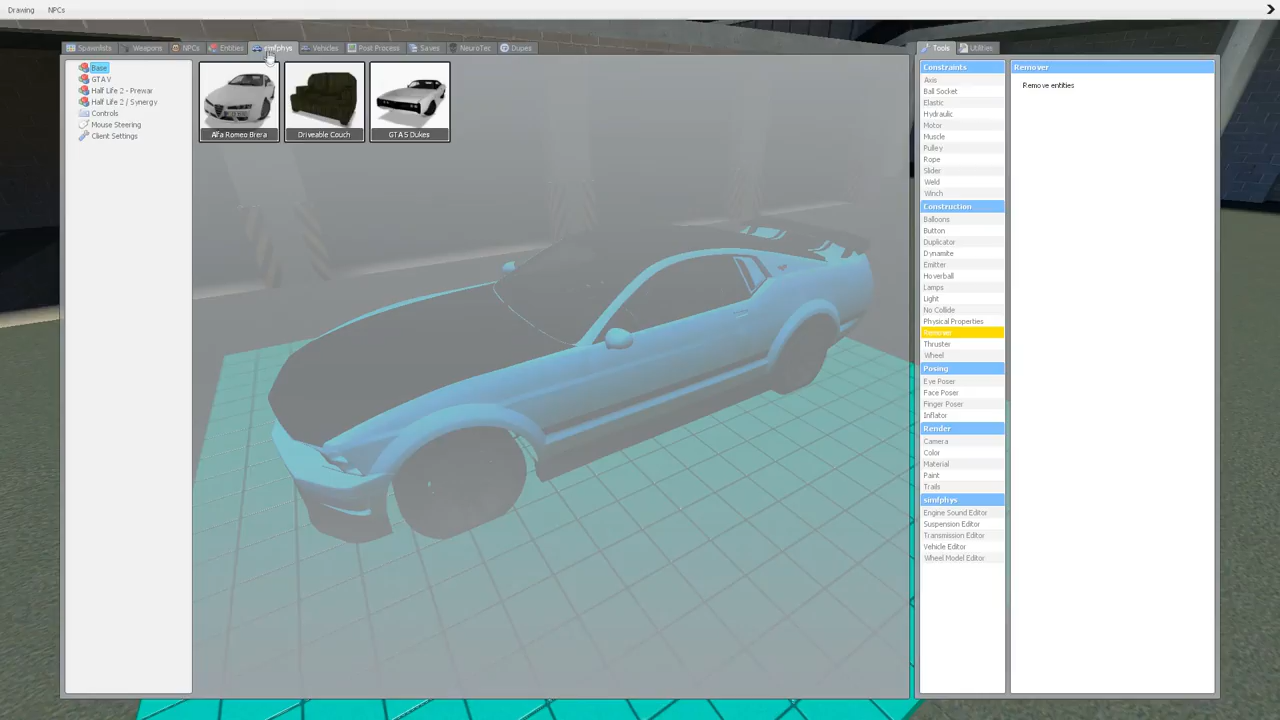 Drawing NPCs
Spawnlists Weapons NPCs Entities simfphys Vehicles Post Process Saves NeuroTec Dupes
Base
GTA V
Half Life 2 - Prewar
Half Life 2 / Synergy
Controls
Mouse Steering
Client Settings
Alfa Romeo Brera Driveable Couch GTA 5 Dukes
Tools Utilities
Constraints
Axis
Ball Socket
Elastic
Hydraulic
Motor
Muscle
Pulley
Rope
Slider
Weld
Winch
Construction
Balloons
Button
Duplicator
Dynamite
Emitter
Hoverball
Lamps
Light
No Collide
Physical Properties
Remover
Thruster
Wheel
Posing
Eye Poser
Face Poser
Finger Poser
Inflator
Render
Camera
Color
Material
Paint
Trails
simfphys
Engine Sound Editor
Suspension Editor
Transmission Editor
Vehicle Editor
Wheel Model Editor
Remover
Remove entities